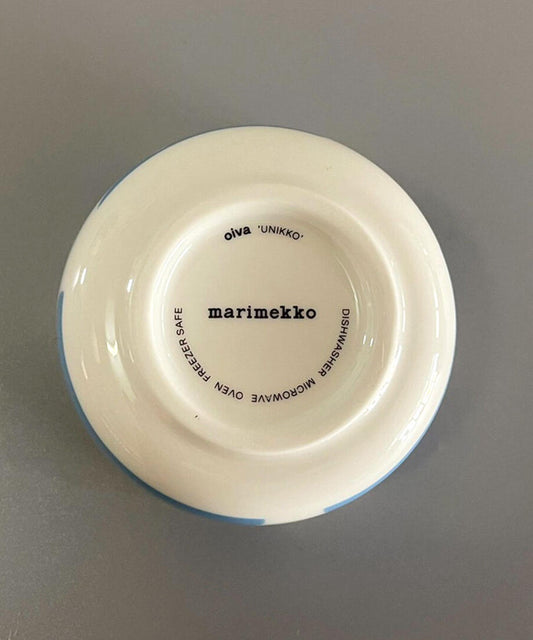 oiva 'UNIKKO'
marimekko
DISHWASHER MICROWAVE OVEN FREEZER SAFE